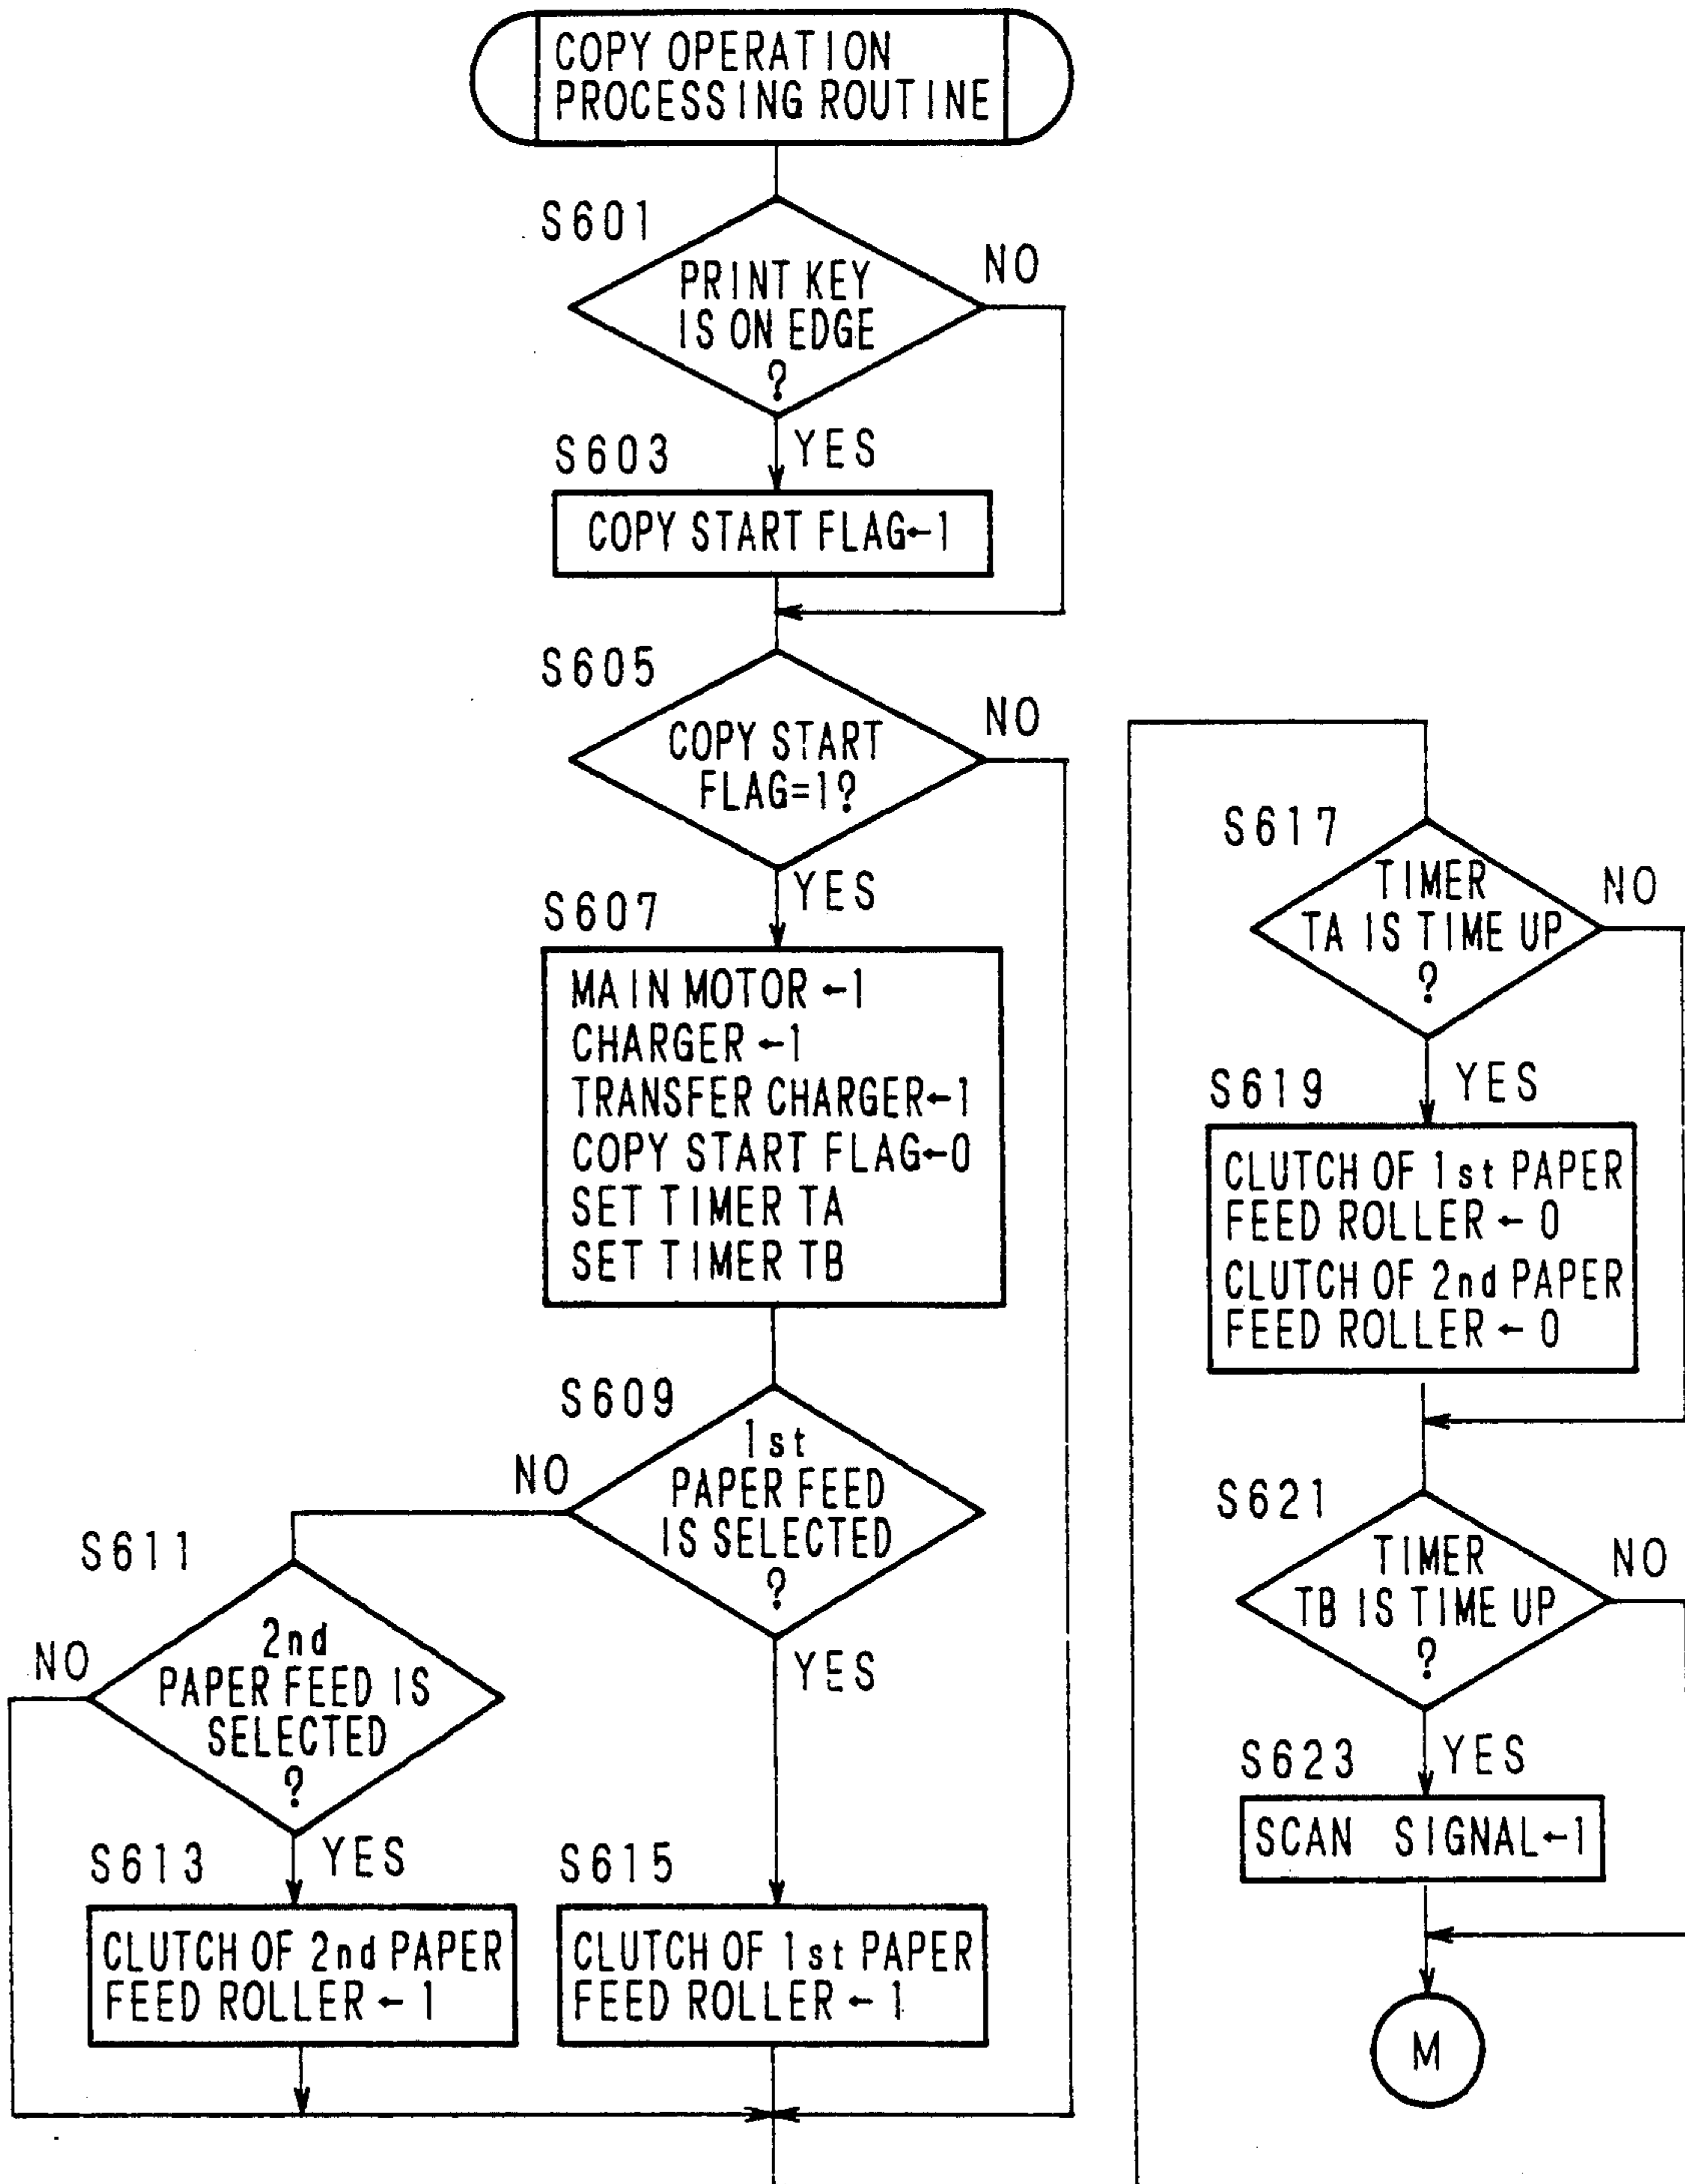 COPY OPERATION
PROCESSING ROUTINE
S601
PRINT KEY
IS ON EDGE
?
NO
YES
S603
COPY START FLAG←1
S605
COPY START
FLAG=1?
NO
YES
S607
MAIN MOTOR ←1
CHARGER ←1
TRANSFER CHARGER←1
COPY START FLAG←0
SET TIMER TA
SET TIMER TB
S609
1st
PAPER FEED
IS SELECTED
?
NO
YES
S611
2nd
PAPER FEED IS
SELECTED
?
NO
YES
S613
CLUTCH OF 2nd PAPER
FEED ROLLER ← 1
S615
CLUTCH OF 1st PAPER
FEED ROLLER ← 1
S617
TIMER
TA IS TIME UP
?
NO
YES
S619
CLUTCH OF 1st PAPER
FEED ROLLER ← 0
CLUTCH OF 2nd PAPER
FEED ROLLER ← 0
S621
TIMER
TB IS TIME UP
?
NO
YES
S623
SCAN SIGNAL←1
M